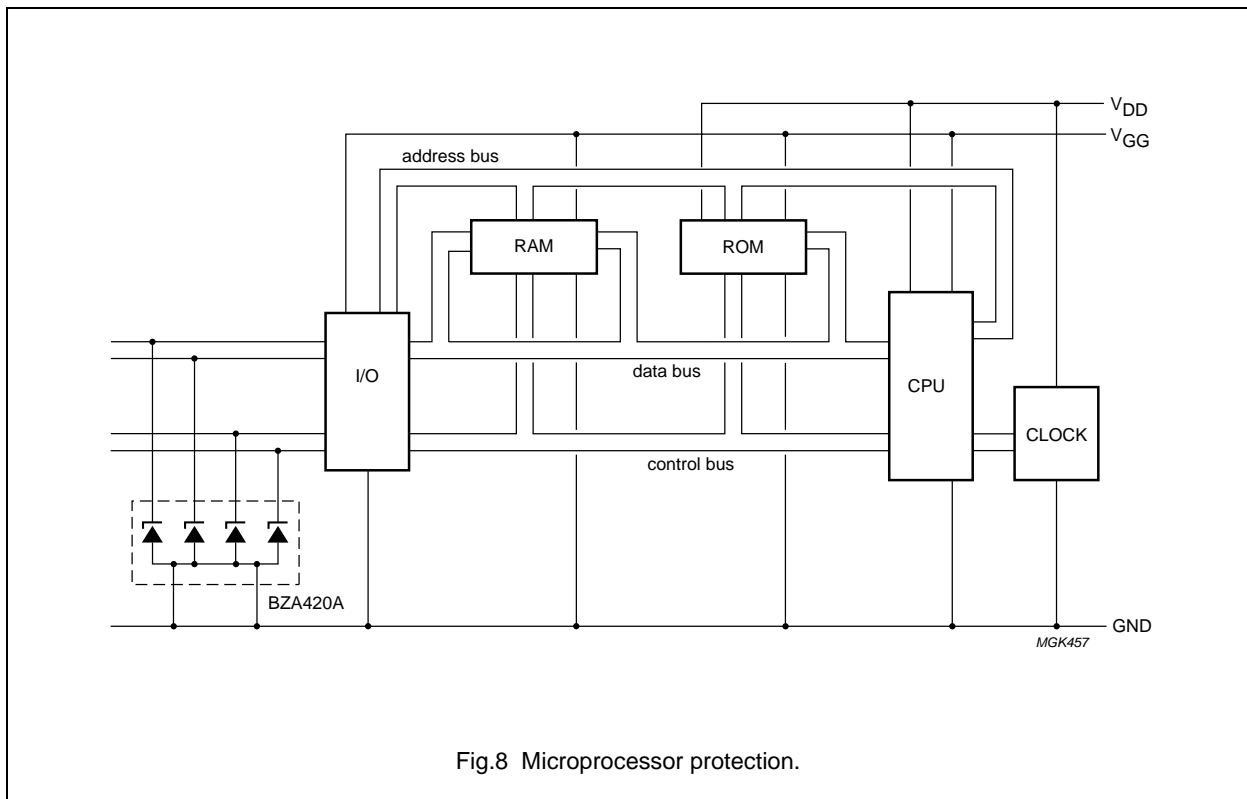 VDD
VGG
address bus
RAM
ROM
I/O
data bus
CPU
CLOCK
control bus
BZA420A
GND
MGK457
Fig.8 Microprocessor protection.